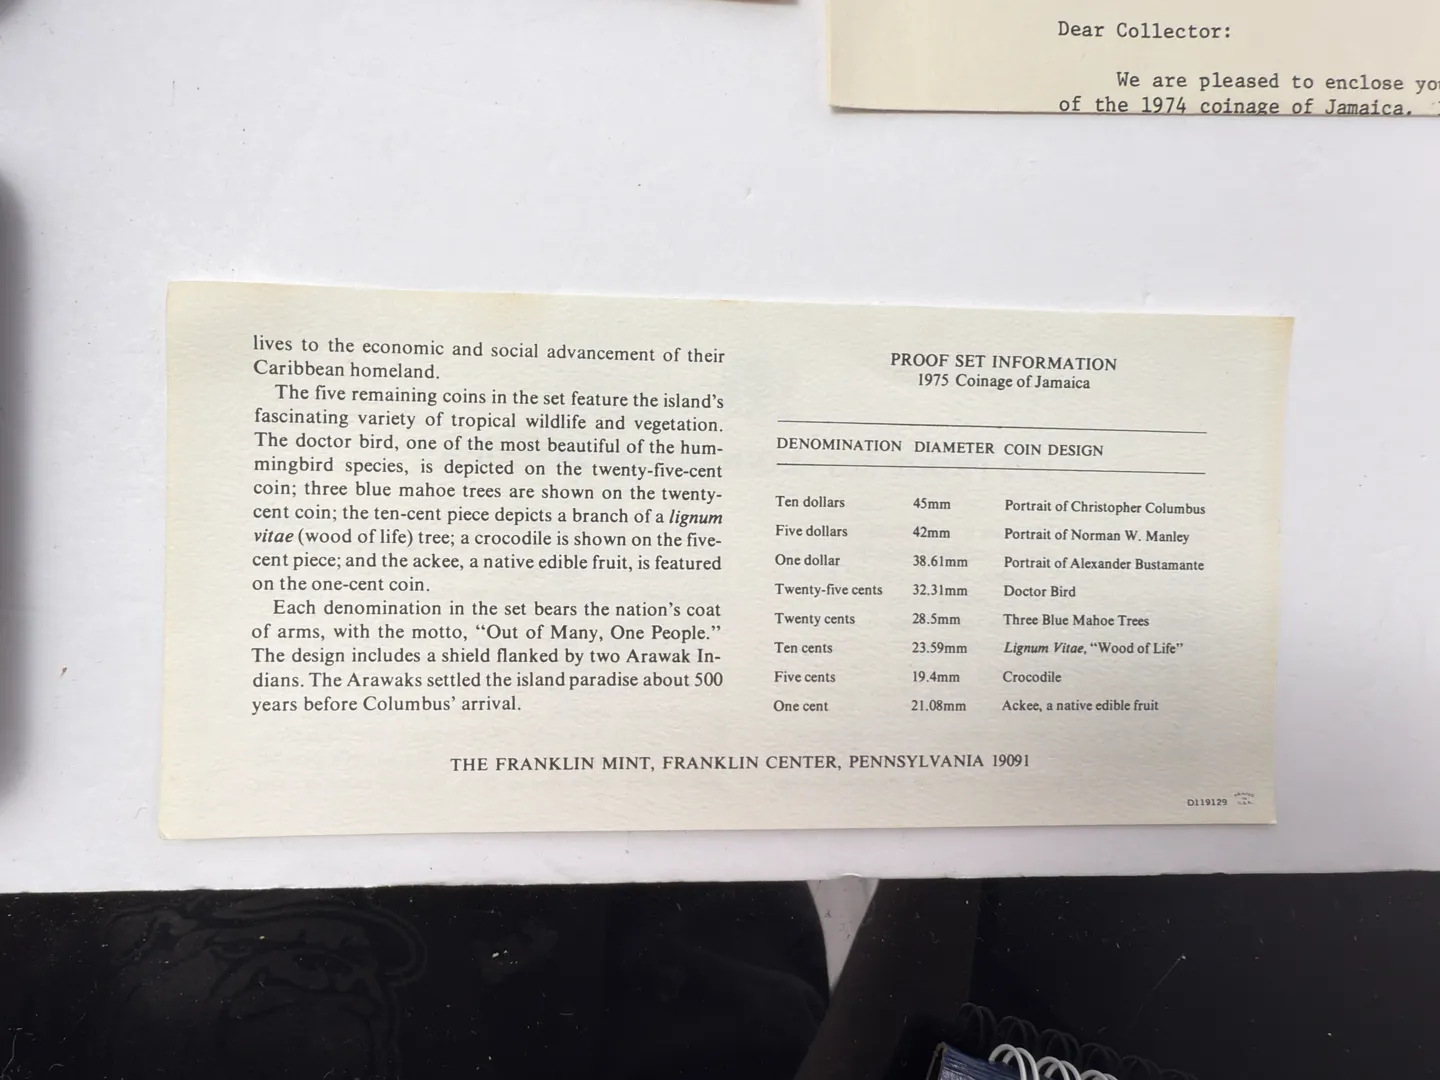 Dear Collector:
We are pleased to enclose
of the 1974 coinage of Jamaica.
lives to the economic and social advancement of their
Caribbean homeland.
The five remaining coins in the set feature the island's
fascinating variety of tropical wildlife and vegetation.
The doctor bird, one of the most beautiful of the hum-
mingbird species, is depicted on the twenty-five-cent
coin; three blue mahoe trees are shown on the twenty-
cent coin; the ten-cent piece depicts a branch of a lignum
vitae (wood of life) tree; a crocodile is shown on the five-
cent piece; and the ackee, a native edible fruit, is featured
on the one-cent coin.
Each denomination in the set bears the nation's coat
of arms, with the motto, “Out of Many, One People.”
The design includes a shield flanked by two Arawak In-
dians. The Arawaks settled the island paradise about 500
years before Columbus' arrival.
PROOF SET INFORMATION
1975 Coinage of Jamaica
DENOMINATION DIAMETER COIN DESIGN
Ten dollars 45mm Portrait of Christopher Columbus
Five dollars 42mm Portrait of Norman W. Manley
One dollar 38.61mm Portrait of Alexander Bustamante
Twenty-five cents 32.31mm Doctor Bird
Twenty cents 28.5mm Three Blue Mahoe Trees
Ten cents 23.59mm Lignum Vitae, “Wood of Life”
Five cents 19.4mm Crocodile
One cent 21.08mm Ackee, a native edible fruit
THE FRANKLIN MINT, FRANKLIN CENTER, PENNSYLVANIA 19091
D119129